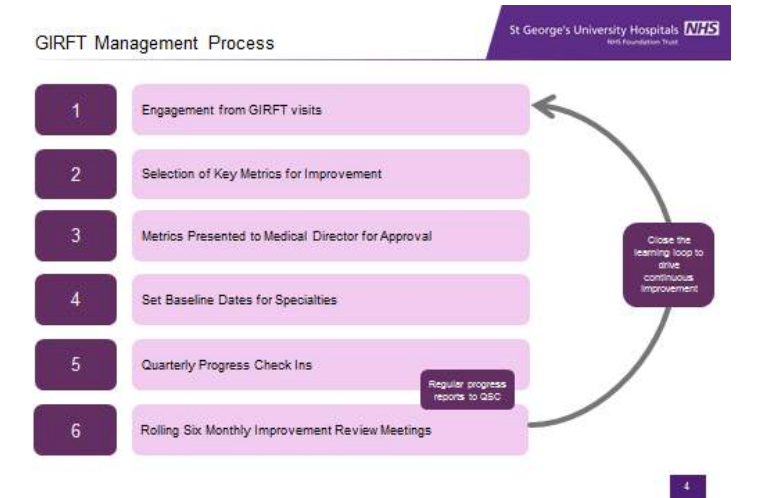 GIRFT Management Process
St George's University Hospitals NHS
NHS Foundation Trust
1
Engagement from GIRFT visits
2
Selection of Key Metrics for Improvement
3
Metrics Presented to Medical Director for Approval
4
Set Baseline Dates for Specialties
5
Quarterly Progress Check Ins
Regular progress
reports to QSC
6
Rolling Six Monthly Improvement Review Meetings
Close the
learning loop to
drive
continuous
improvement
4